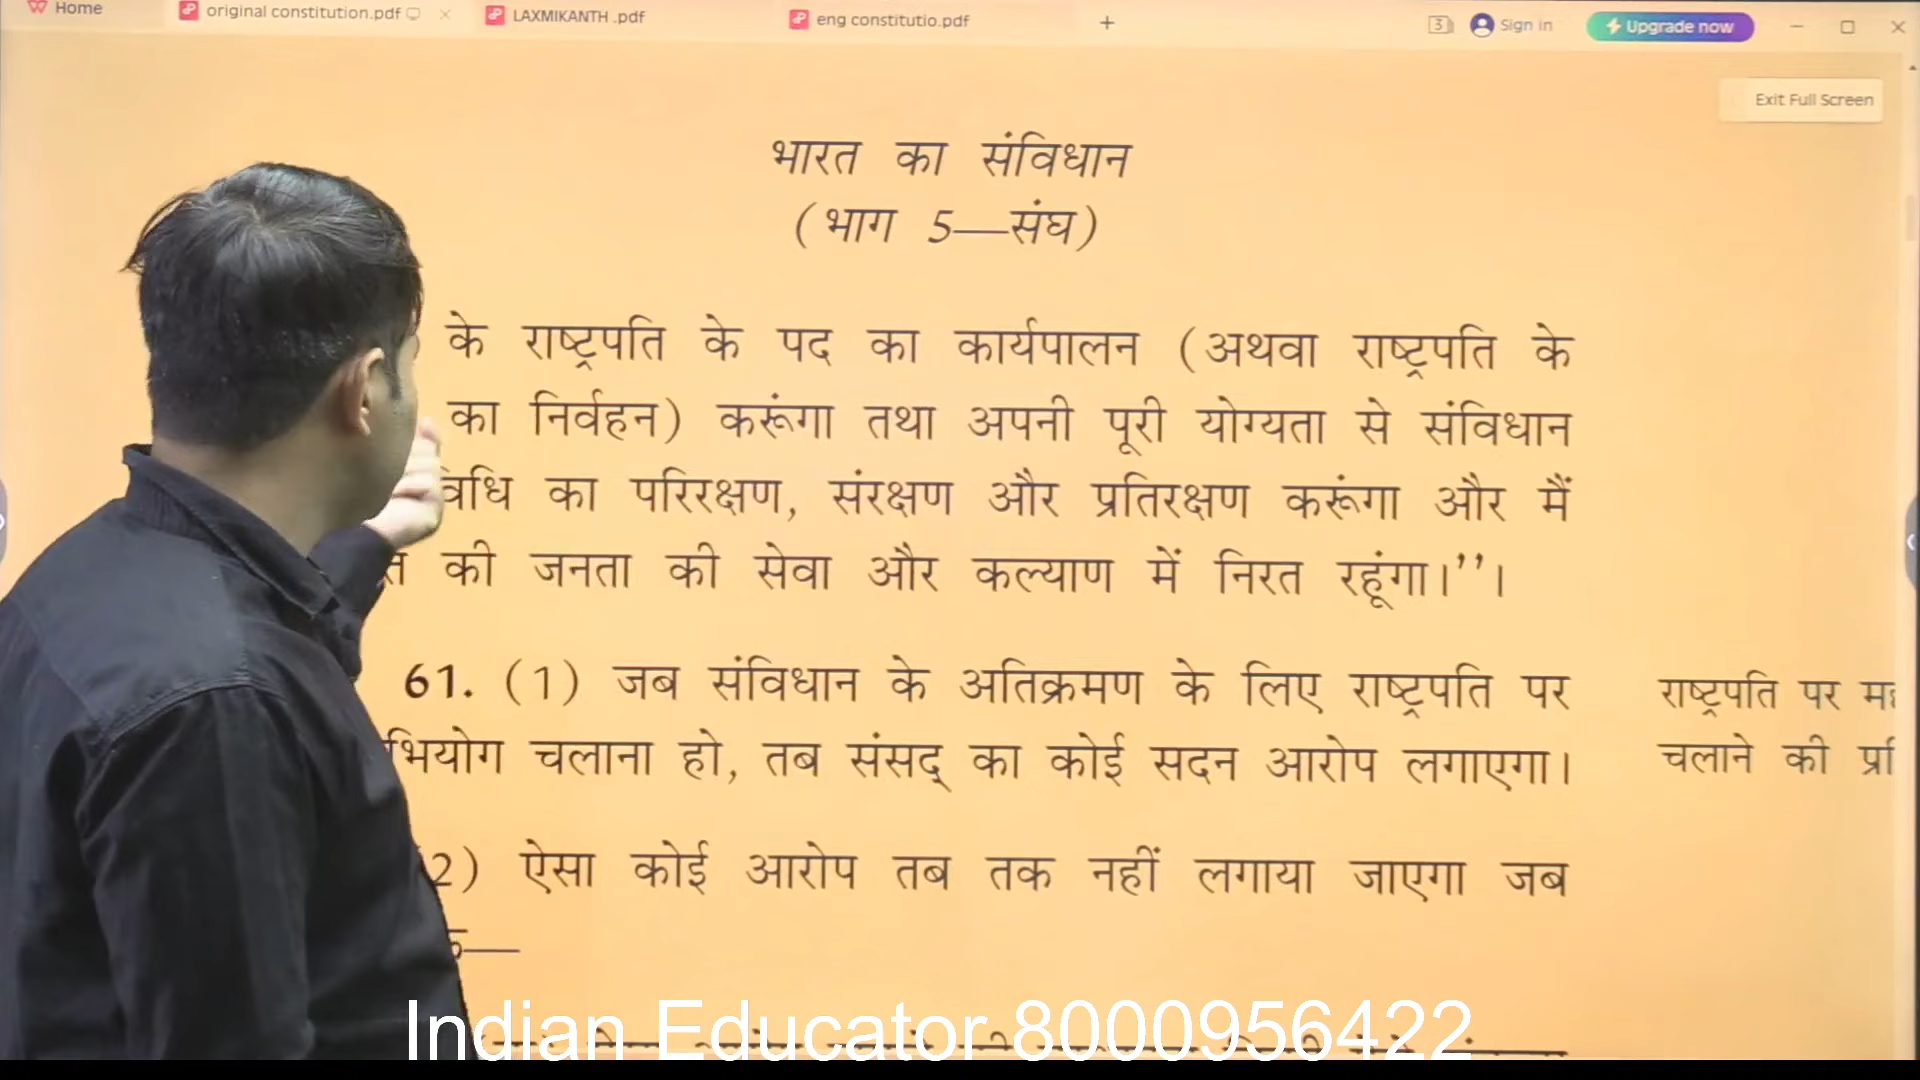 Home
original constitution.pdf
LAXMIKANTH .pdf
eng constitutio.pdf
3
Sign in
Upgrade now
Exit Full Screen
भारत का संविधान
(भाग 5—संघ)
के राष्ट्रपति के पद का कार्यपालन (अथवा राष्ट्रपति के
का निर्वहन) करूंगा तथा अपनी पूरी योग्यता से संविधान
विधि का परिरक्षण, संरक्षण और प्रतिरक्षण करूंगा और मैं
की जनता की सेवा और कल्याण में निरत रहूंगा।’’।
61. (1) जब संविधान के अतिक्रमण के लिए राष्ट्रपति पर
भियोग चलाना हो, तब संसद् का कोई सदन आरोप लगाएगा।
राष्ट्रपति पर
चलाने की
2) ऐसा कोई आरोप तब तक नहीं लगाया जाएगा जब
Indian Educator 8000956422